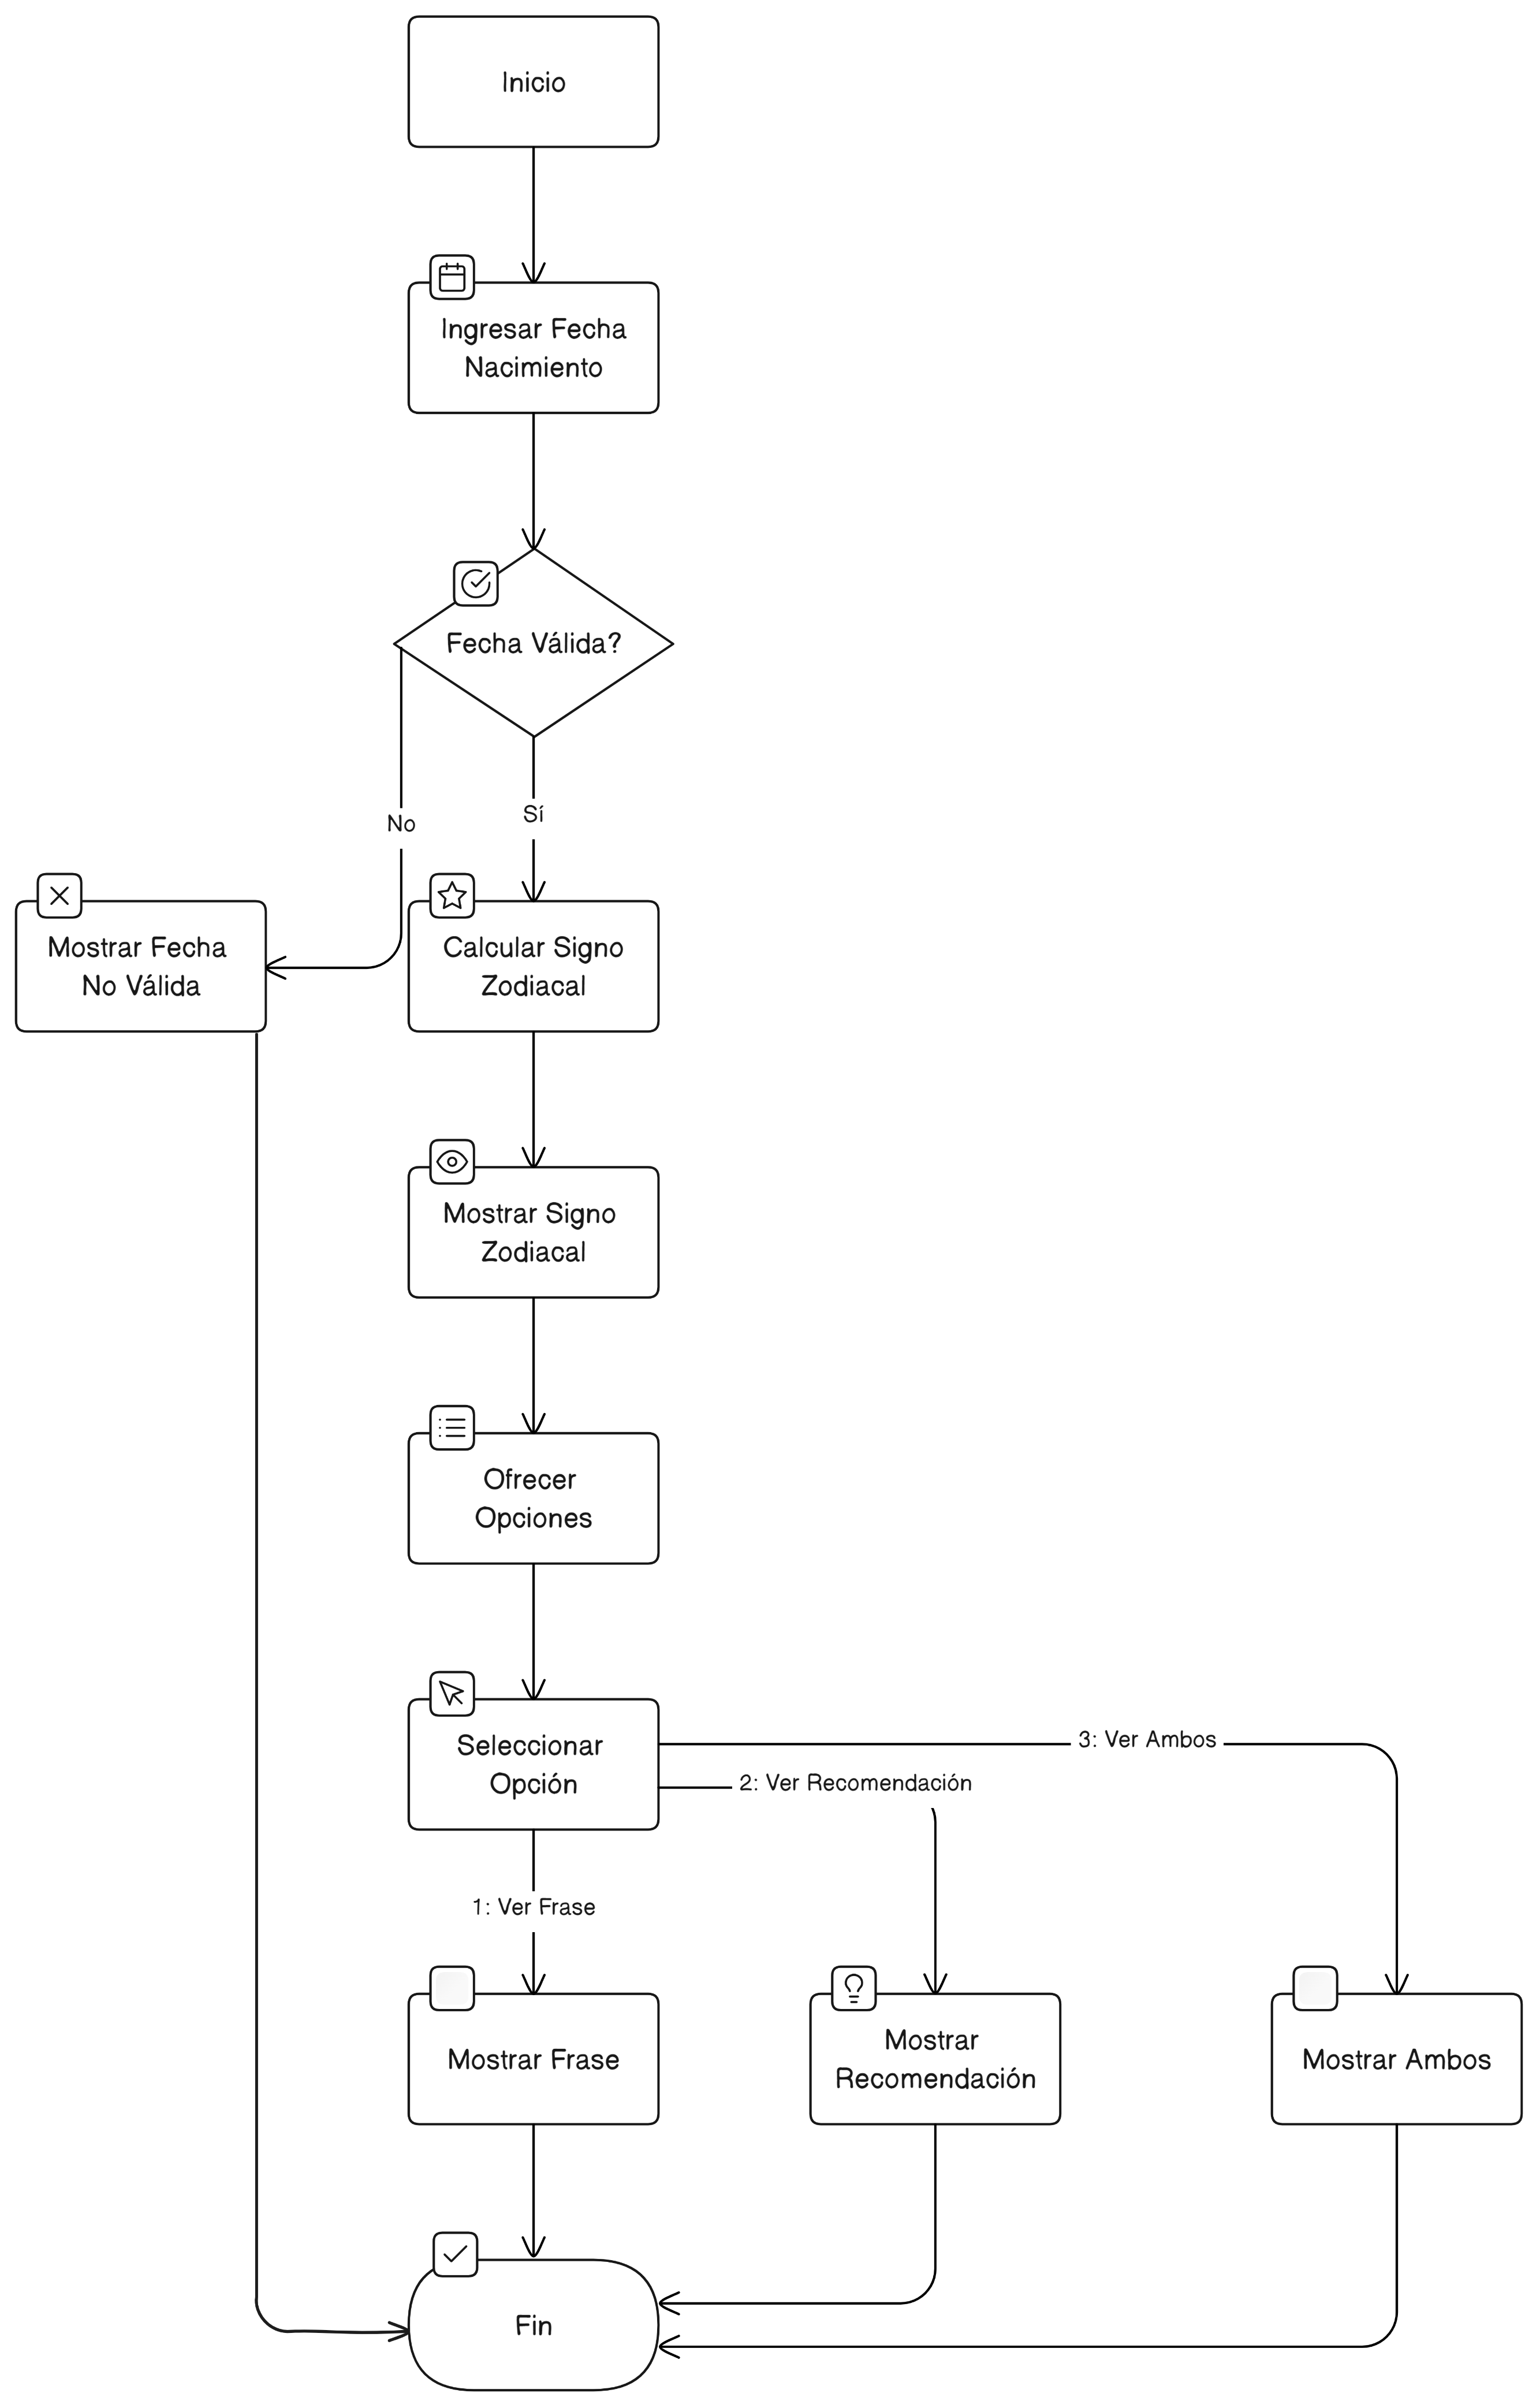 Inicio
Ingresar Fecha
Nacimiento
Fecha Válida?
No
Sí
Mostrar Fecha
No Válida
Calcular Signo
Zodiacal
Mostrar Signo
Zodiacal
Ofrecer
Opciones
Seleccionar
Opción
3: Ver Ambos
2: Ver Recomendación
1: Ver Frase
Mostrar Frase
Mostrar
Recomendación
Mostrar Ambos
Fin